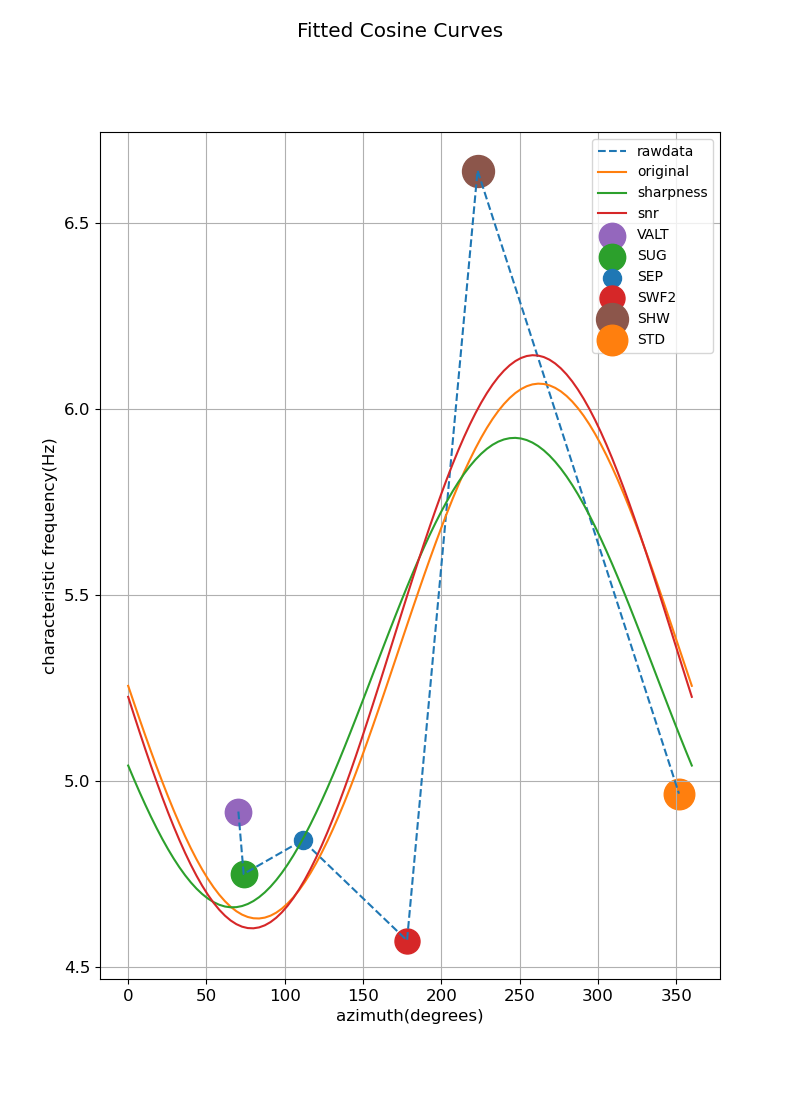 Fitted Cosine Curves
rawdata
original
sharpness
snr
VALT
SUG
SEP
SWF2
SHW
STD
6.5
6.0
5.5
5.0
4.5
characteristic frequency(Hz)
0 50 100 150 200 250 300 350
azimuth(degrees)